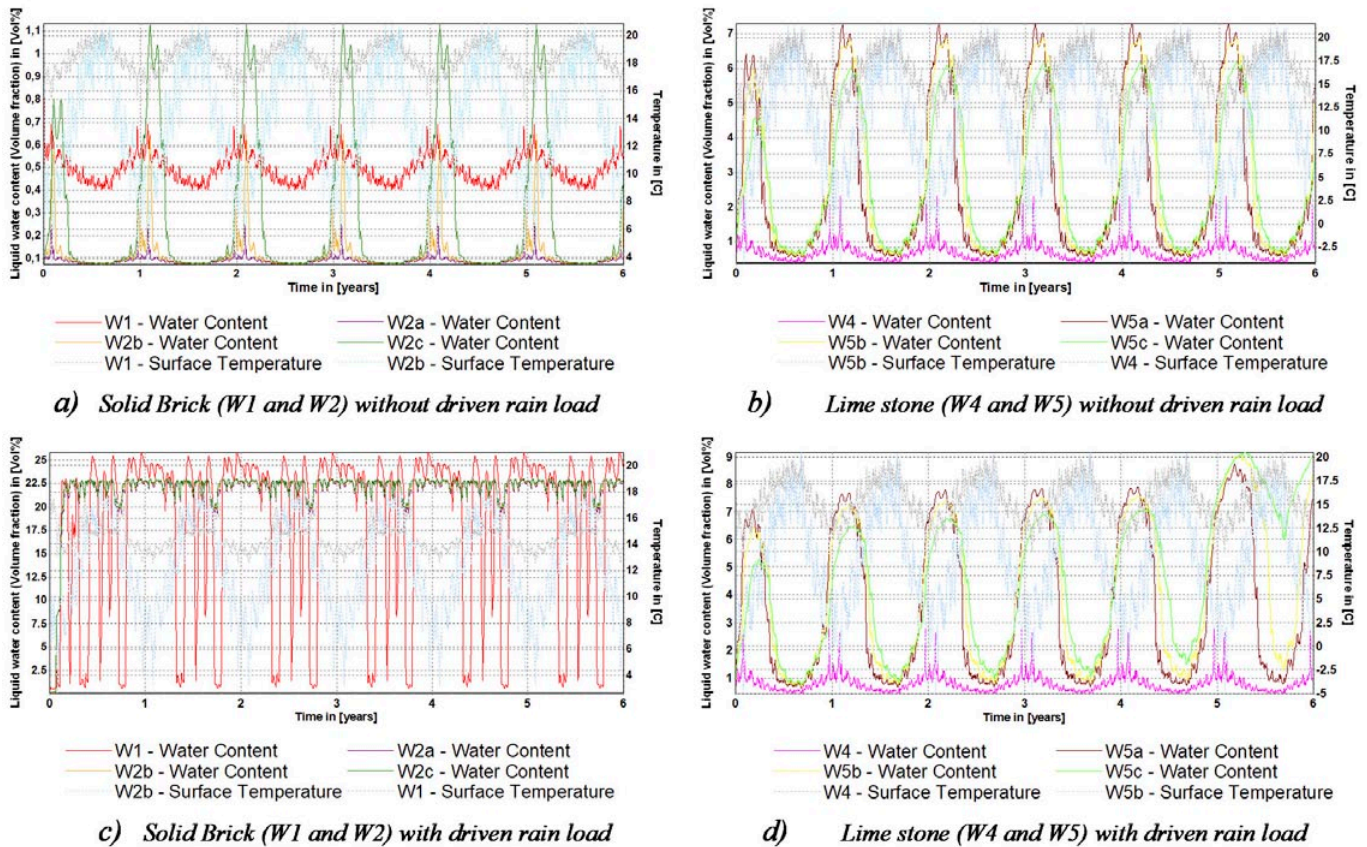 1,1
1
0,9
0,8
0,7
0,6
0,5
0,4
0,3
0,2
0,1
Liquid water content (Volume fraction) in [Vol%]
20
18
16
14
12
10
8
6
4
Temperature in [C]
0 1 2 3 4 5 6
Time in [years]
W1 - Water Content W2a - Water Content
W2b - Water Content W2c - Water Content
W1 - Surface Temperature W2b - Surface Temperature
a) Solid Brick (W1 and W2) without driven rain load
7
6
5
4
3
2
1
Liquid water content (Volume fraction) in [Vol%]
20
17.5
15
12.5
10
7.5
5
2.5
0
-2.5
Temperature in [C]
0 1 2 3 4 5 6
Time in [years]
W4 - Water Content W5a - Water Content
W5b - Water Content W5c - Water Content
W5b - Surface Temperature W4 - Surface Temperature
b) Lime stone (W4 and W5) without driven rain load
25
22.5
20
17.5
15
12.5
10
7.5
5
2.5
Liquid water content (Volume fraction) in [Vol%]
20
18
16
14
12
10
8
6
4
Temperature in [C]
0 1 2 3 4 5 6
Time in [years]
W1 - Water Content W2a - Water Content
W2b - Water Content W2c - Water Content
W2b - Surface Temperature W1 - Surface Temperature
c) Solid Brick (W1 and W2) with driven rain load
9
8
7
6
5
4
3
2
1
Liquid water content (Volume fraction) in [Vol%]
20
17.5
15
12.5
10
7.5
5
2.5
0
-2.5
-5
Temperature in [C]
0 1 2 3 4 5 6
Time in [years]
W4 - Water Content W5a - Water Content
W5b - Water Content W5c - Water Content
W4 - Surface Temperature W5b - Surface Temperature
d) Lime stone (W4 and W5) with driven rain load